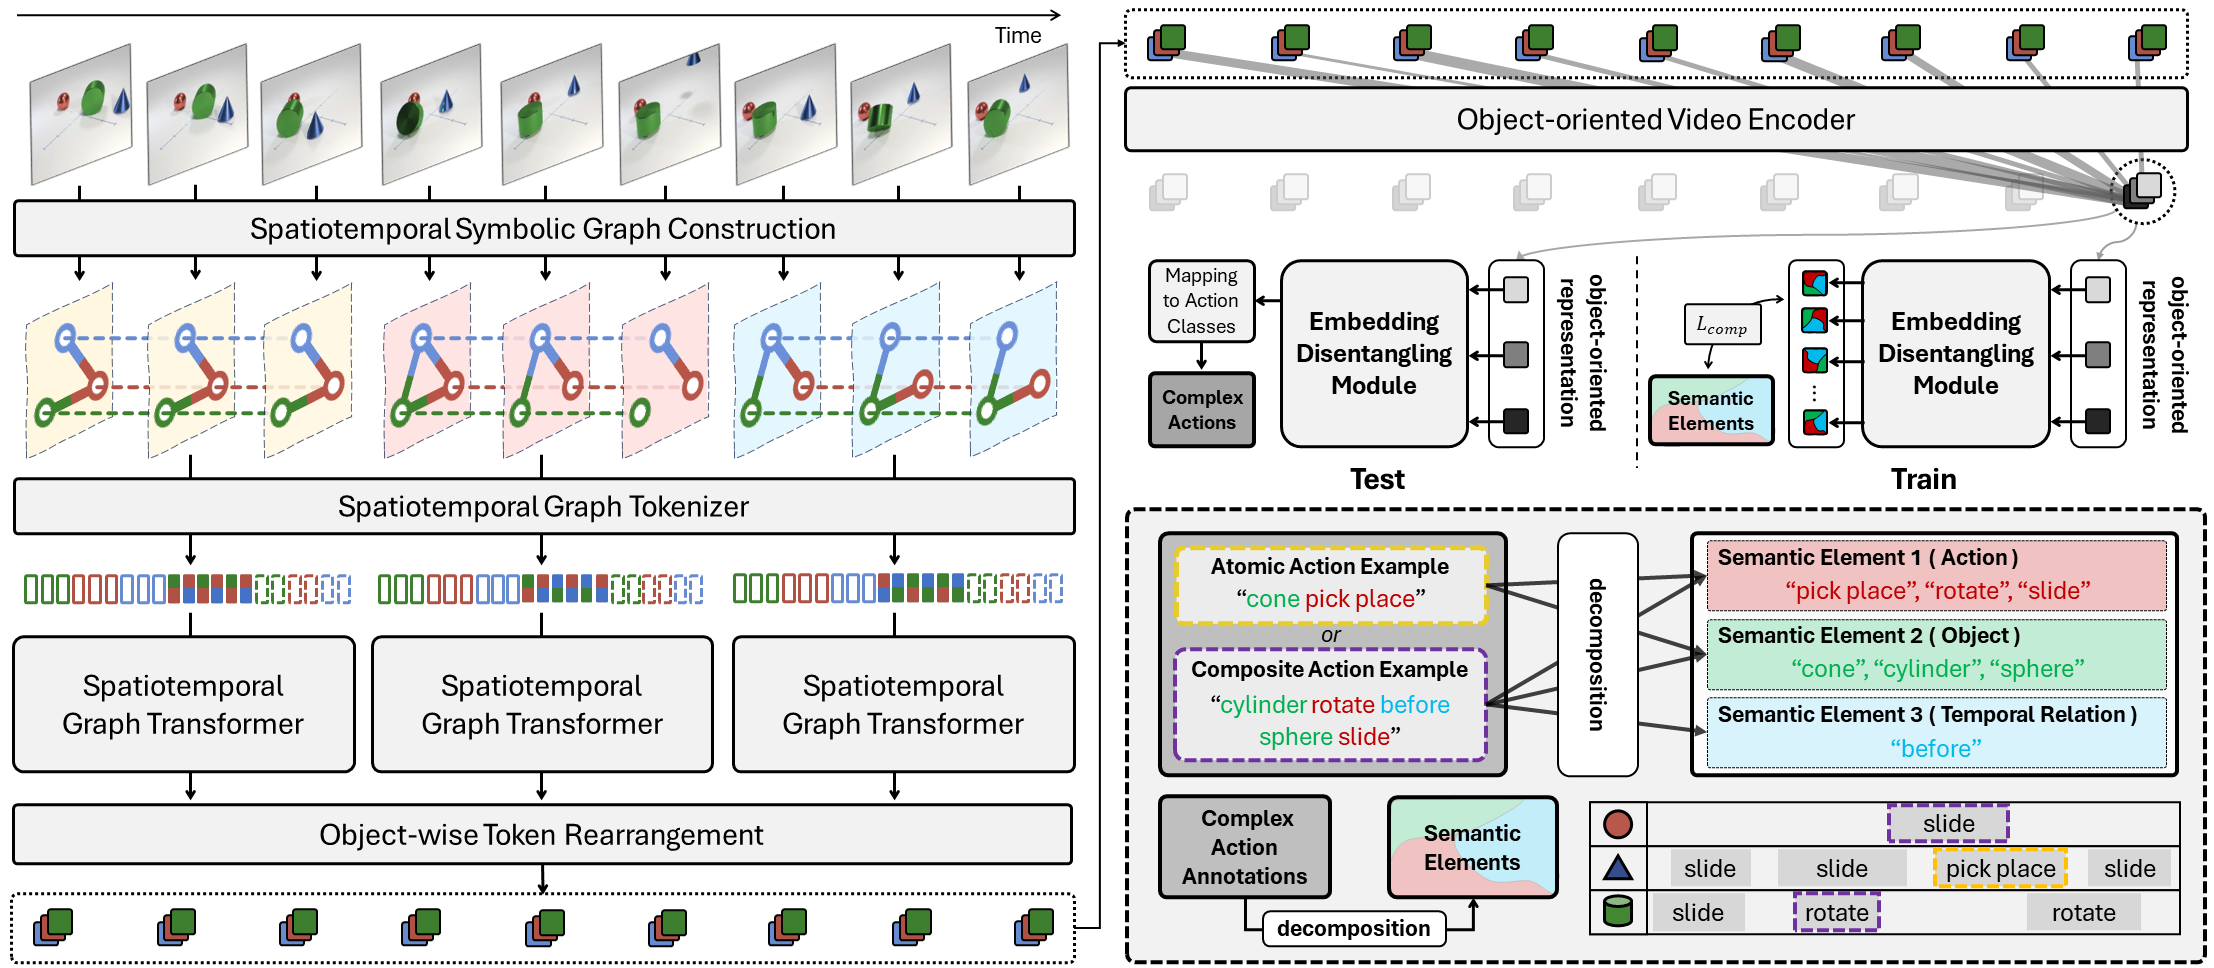 Time
Spatiotemporal Symbolic Graph Construction
Spatiotemporal Graph Tokenizer
Spatiotemporal
Graph Transformer
Spatiotemporal
Graph Transformer
Spatiotemporal
Graph Transformer
Object-wise Token Rearrangement
Object-oriented Video Encoder
Mapping
to Action
Classes
Complex
Actions
Embedding
Disentangling
Module
object-oriented
representation
Test
L_comp
Semantic
Elements
⋮
Embedding
Disentangling
Module
object-oriented
representation
Train
Atomic Action Example
“cone pick place”
or
Composite Action Example
“cylinder rotate before
sphere slide”
decomposition
Semantic Element 1 ( Action )
“pick place”, “rotate”, “slide”
Semantic Element 2 ( Object )
“cone”, “cylinder”, “sphere”
Semantic Element 3 ( Temporal Relation )
“before”
Complex
Action
Annotations
decomposition
Semantic
Elements
slide
slide slide pick place slide
slide rotate rotate